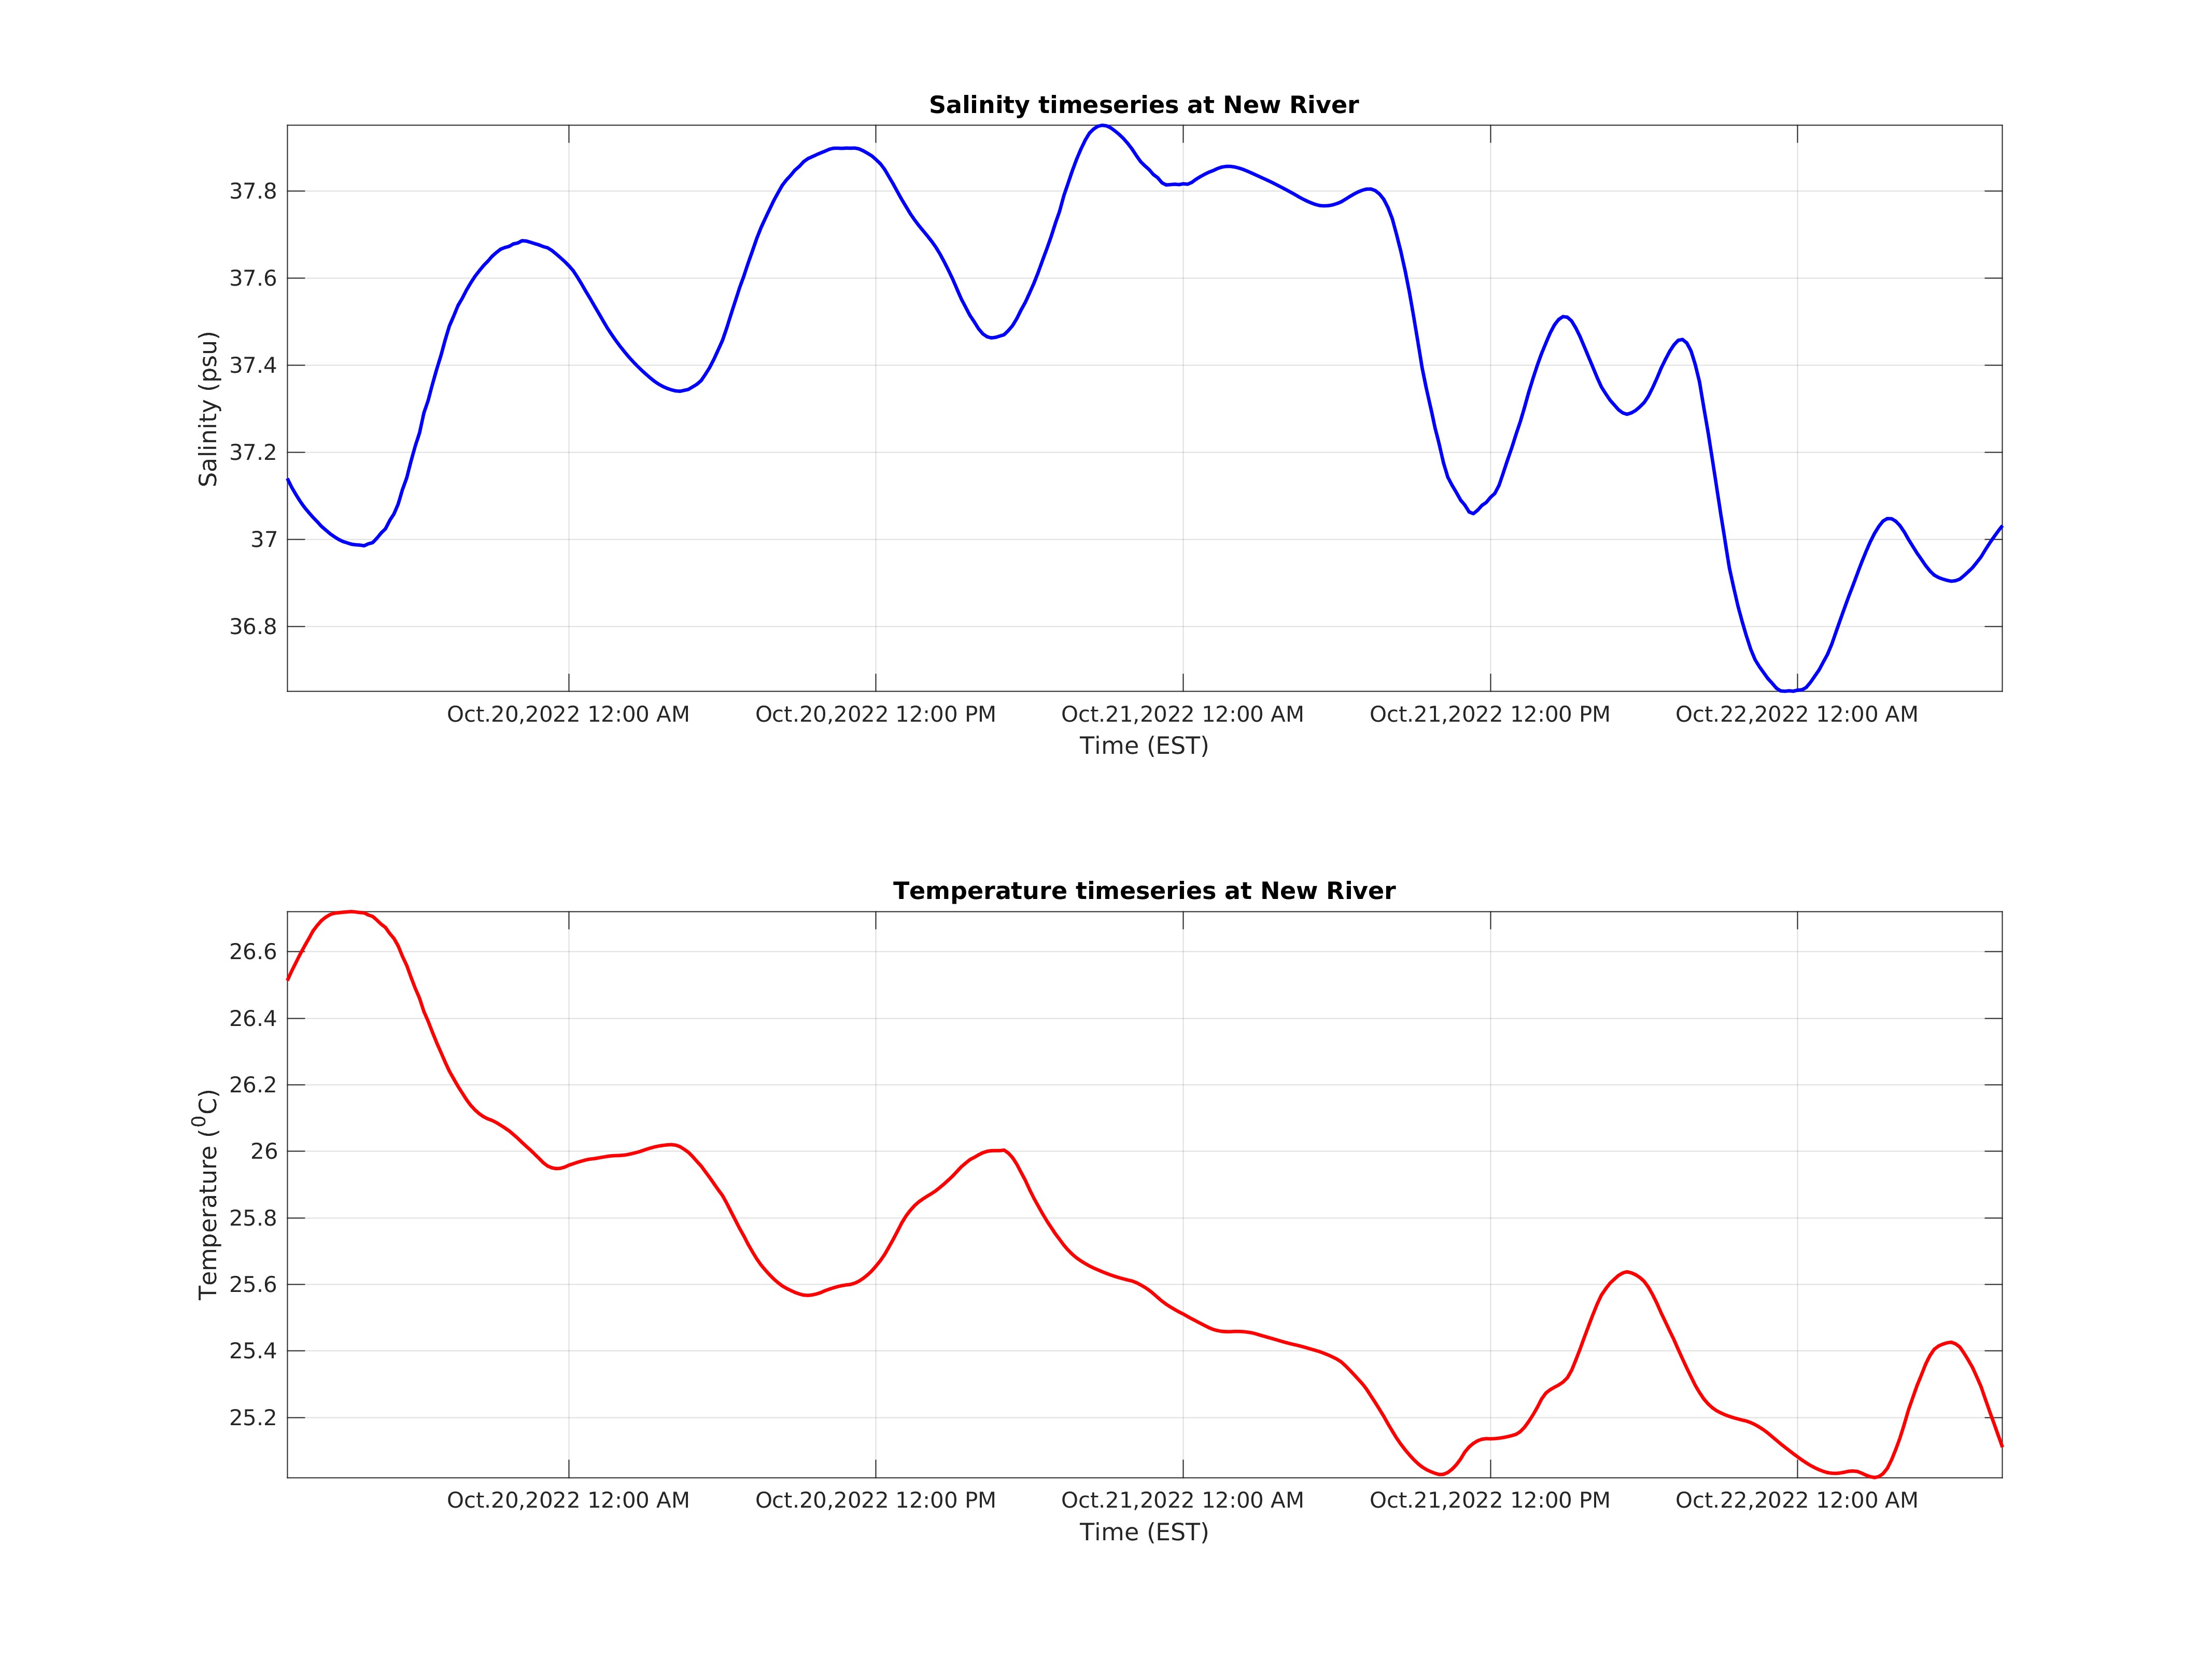 Salinity timeseries at New River
Salinity (psu)
37.8
37.6
37.4
37.2
37
36.8
Oct.20,2022 12:00 AM Oct.20,2022 12:00 PM Oct.21,2022 12:00 AM Oct.21,2022 12:00 PM Oct.22,2022 12:00 AM
Time (EST)
Temperature timeseries at New River
Temperature (⁰C)
26.6
26.4
26.2
26
25.8
25.6
25.4
25.2
Oct.20,2022 12:00 AM Oct.20,2022 12:00 PM Oct.21,2022 12:00 AM Oct.21,2022 12:00 PM Oct.22,2022 12:00 AM
Time (EST)